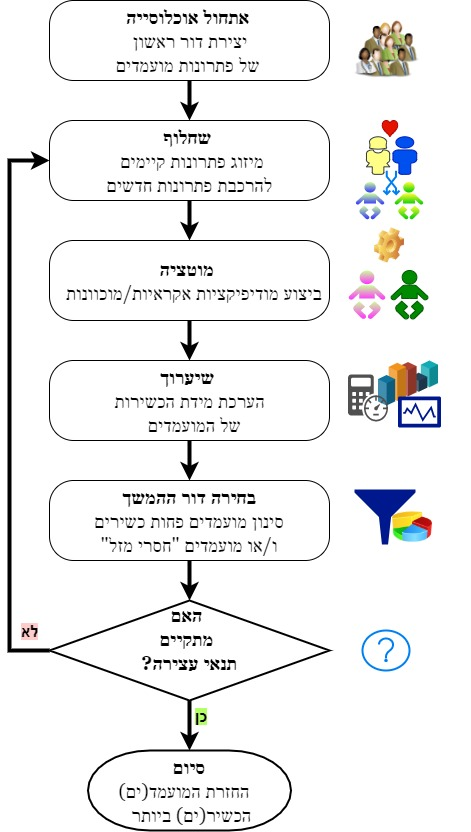 אתחול אוכלוסייה
יצירת דור ראשון
של פתרונות מועמדים
שחלוף
מיזוג פתרונות קיימים
להרכבת פתרונות חדשים
מוטציה
ביצוע מודיפיקציות אקראיות/מוכוונות
שיערוך
הערכת מידת הכשירות
של המועמדים
בחירה דור ההמשך
סינון מועמדים פחות כשירים
ו/או מועמדים "חסרי מזל"
האם
מתקיים
תנאי עצירה?
לא
כן
סיום
החזרת המועמד(ים)
הכשיר(ים) ביותר